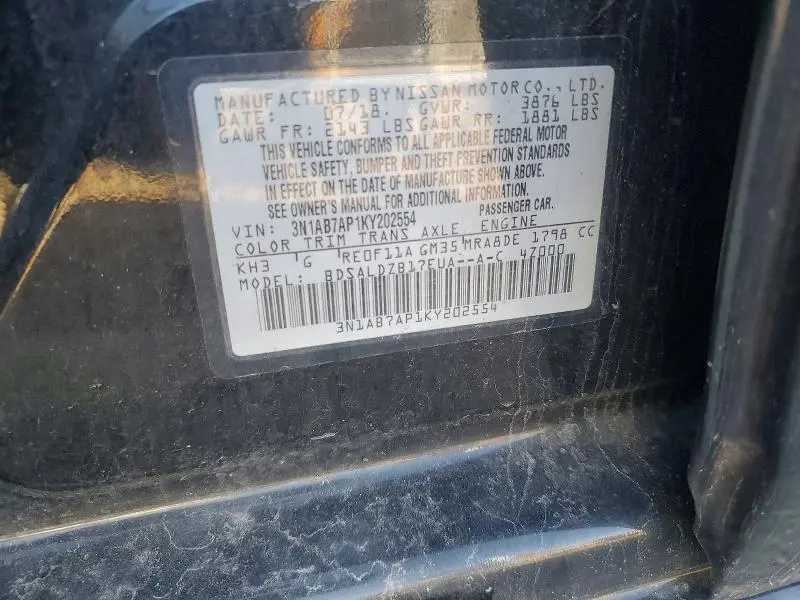 MANUFACTURED BY NISSAN MOTOR CO., LTD.
DATE: 07/18. GVWR: 3876 LBS
GAWR FR: 2143 LBS GAWR RR: 1881 LBS
THIS VEHICLE CONFORMS TO ALL APPLICABLE FEDERAL MOTOR
VEHICLE SAFETY, BUMPER AND THEFT PREVENTION STANDARDS
IN EFFECT ON THE DATE OF MANUFACTURE SHOWN ABOVE.
SEE OWNER'S MANUAL FOR ADDITIONAL INFORMATION.
VIN: 3N1AB7AP1KY202554 PASSENGER CAR.
COLOR TRIM TRANS AXLE, ENGINE
KH3 G RE0F11A GM35 MRA8DE 1798 CC
MODEL: BDSALDZB17EUA--A-C 42000
3N1AB7AP1KY202554